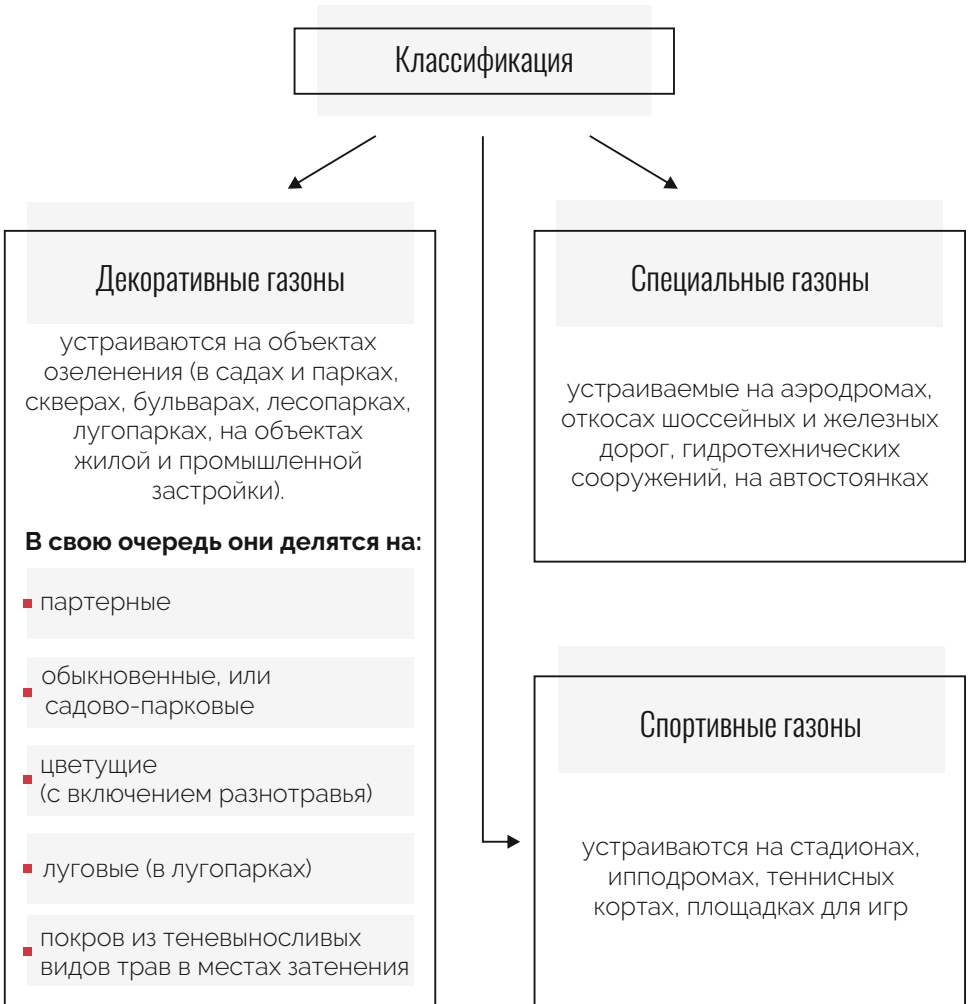 Классификация
Декоративные газоны
устраиваются на объектах
озеленения (в садах и парках,
скверах, бульварах, лесопарках,
лугопарках, на объектах
жилой и промышленной
застройки).
В свою очередь они делятся на:
партерные
обыкновенные, или
садово-парковые
цветущие
(с включением разнотравья)
луговые (в лугопарках)
покров из теневыносливых
видов трав в местах затенения
Специальные газоны
устраиваемые на аэродромах,
откосах шоссейных и железных
дорог, гидротехнических
сооружений, на автостоянках
Спортивные газоны
устраиваются на стадионах,
ипподромах, теннисных
кортах, площадках для игр